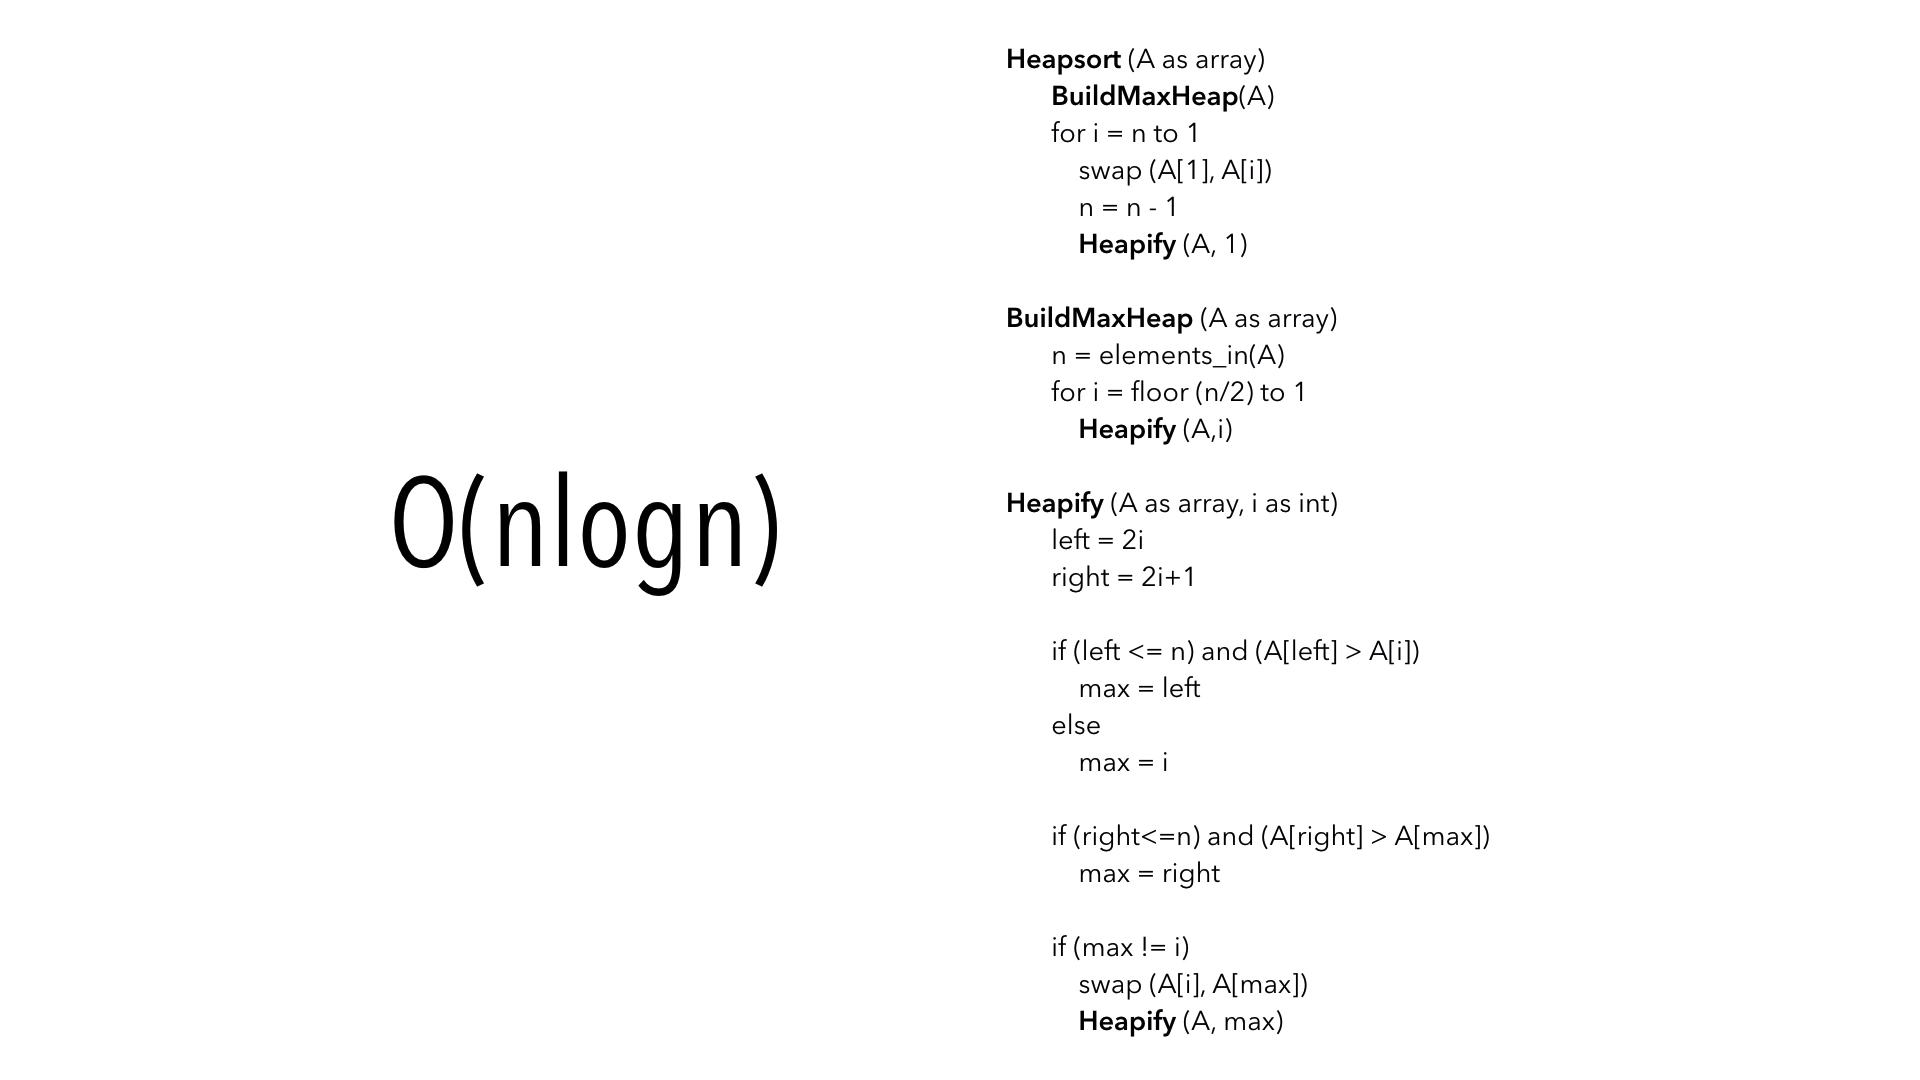 O(nlogn)
Heapsort (A as array)
BuildMaxHeap(A)
for i = n to 1
swap (A[1], A[i])
n = n - 1
Heapify (A, 1)
BuildMaxHeap (A as array)
n = elements_in(A)
for i = floor (n/2) to 1
Heapify (A,i)
Heapify (A as array, i as int)
left = 2i
right = 2i+1
if (left <= n) and (A[left] > A[i])
max = left
else
max = i
if (right<=n) and (A[right] > A[max])
max = right
if (max != i)
swap (A[i], A[max])
Heapify (A, max)